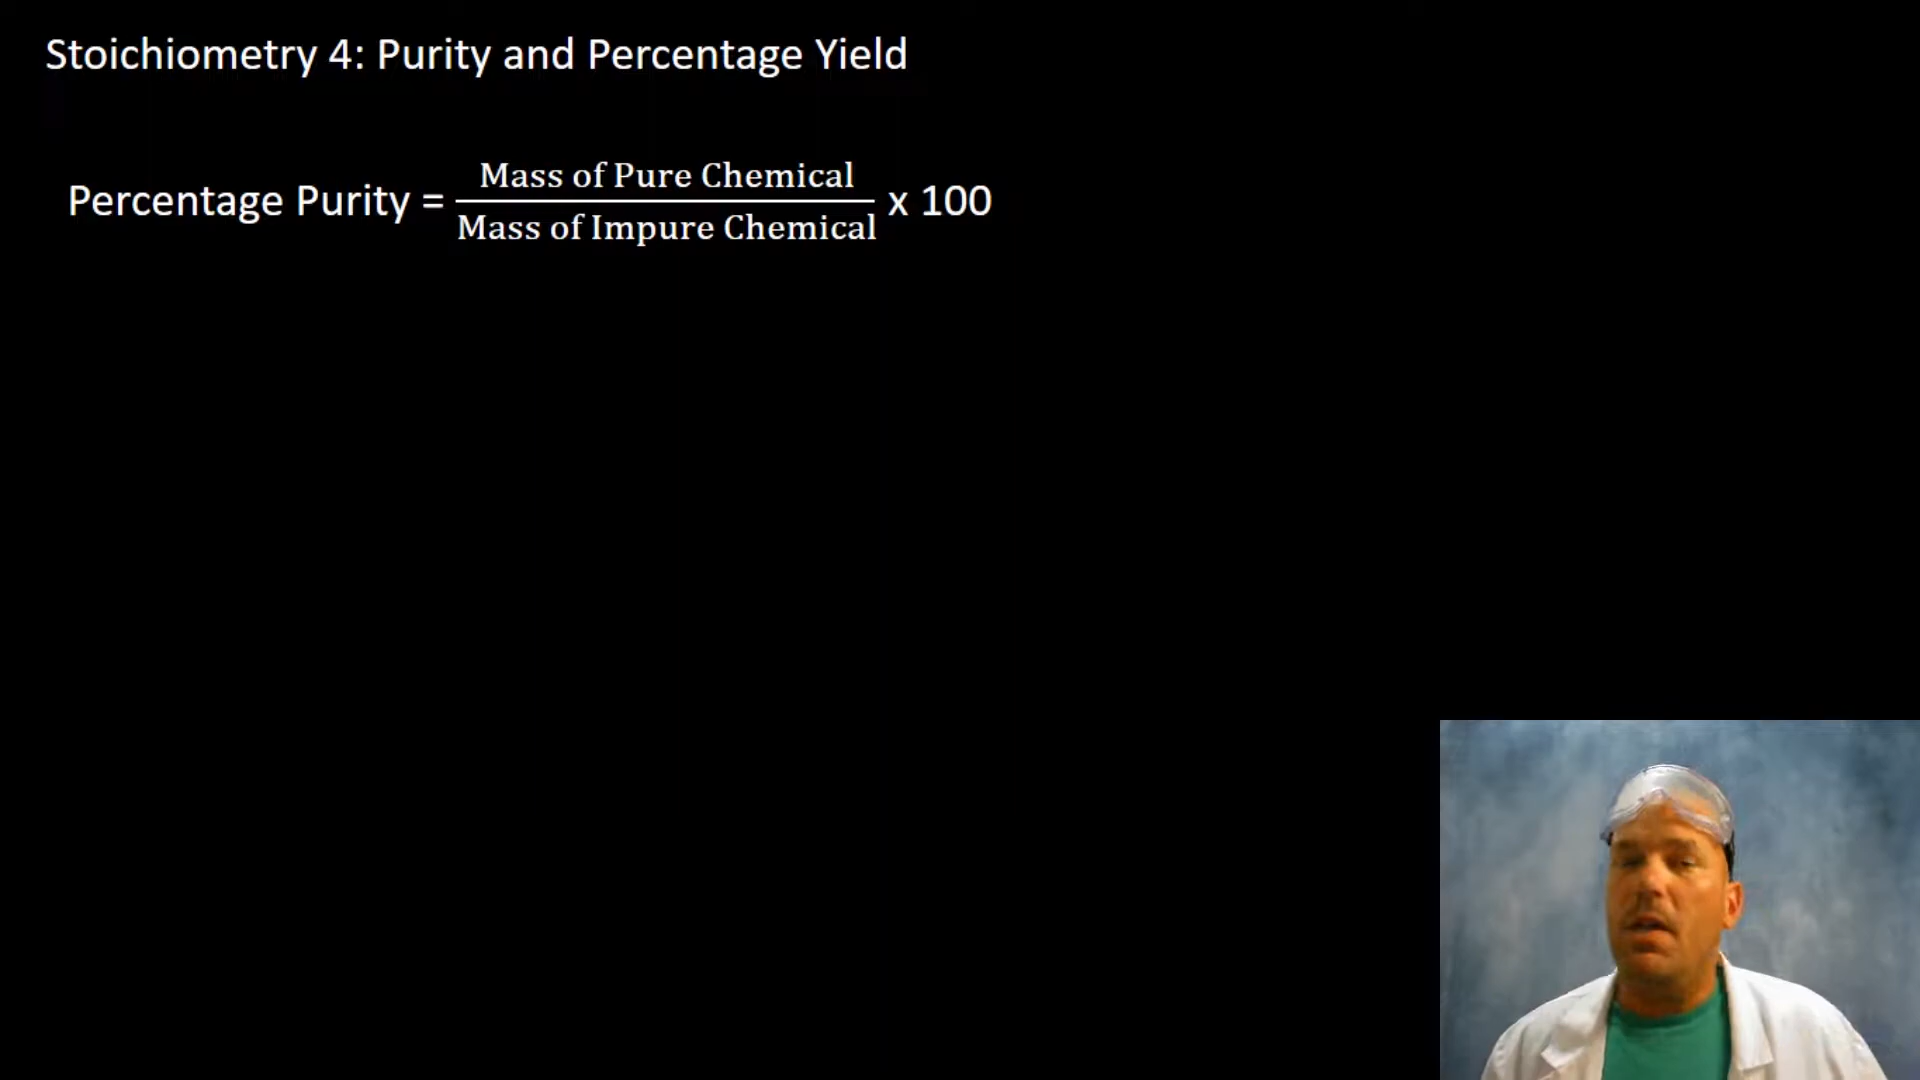 Stoichiometry 4: Purity and Percentage Yield
Percentage Purity = Mass of Pure Chemical / Mass of Impure Chemical x 100